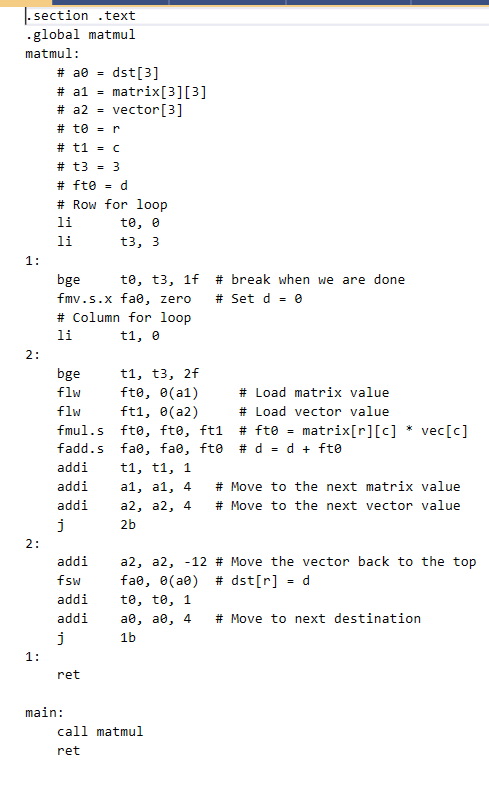 .section .text
.global matmul
matmul:
    # a0 = dst[3]
    # a1 = matrix[3][3]
    # a2 = vector[3]
    # t0 = r
    # t1 = c
    # t3 = 3
    # ft0 = d
    # Row for loop
    li      t0, 0
    li      t3, 3
1:
    bge     t0, t3, 1f  # break when we are done
    fmv.s.x fa0, zero   # Set d = 0
    # Column for loop
    li      t1, 0
2:
    bge     t1, t3, 2f
    flw     ft0, 0(a1)     # Load matrix value
    flw     ft1, 0(a2)     # Load vector value
    fmul.s  ft0, ft0, ft1  # ft0 = matrix[r][c] * vec[c]
    fadd.s  fa0, fa0, ft0  # d = d + ft0
    addi    t1, t1, 1
    addi    a1, a1, 4   # Move to the next matrix value
    addi    a2, a2, 4   # Move to the next vector value
    j       2b
2:
    addi    a2, a2, -12 # Move the vector back to the top
    fsw     fa0, 0(a0)  # dst[r] = d
    addi    t0, t0, 1
    addi    a0, a0, 4   # Move to next destination
    j       1b
1:
    ret

main:
    call matmul
    ret